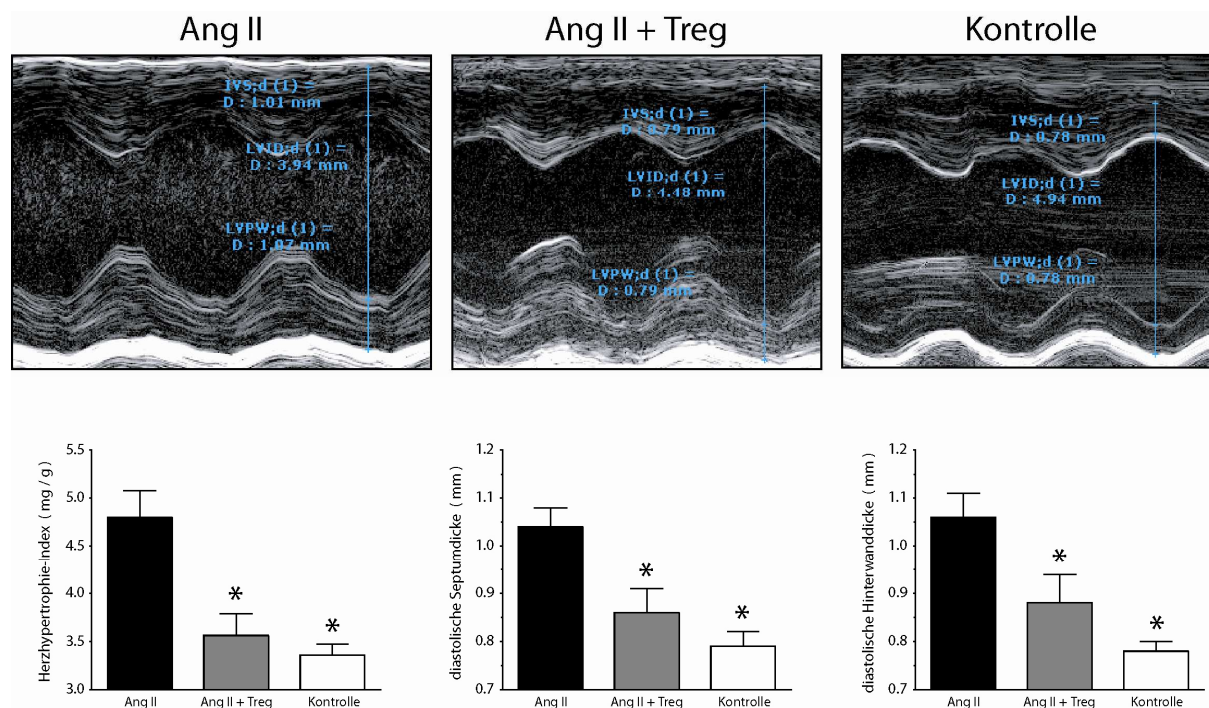 Ang II
Ang II + Treg
Kontrolle
IVS;d (1) =
D : 1.01 mm
LVID;d (1) =
D : 3.94 mm
LVPW;d (1) =
D : 1.07 mm
IVS;d (1) =
D : 0.79 mm
LVID;d (1) =
D : 4.48 mm
LVPW;d (1) =
D : 0.79 mm
IVS;d (1) =
D : 0.78 mm
LVID;d (1) =
D : 4.94 mm
LVPW;d (1) =
D : 0.78 mm
Herzhypertrophie-Index ( mg / g )
5.5
5.0
4.5
4.0
3.5
3.0
*
*
Ang II
Ang II + Treg
Kontrolle
diastolische Septumdicke ( mm )
1.2
1.1
1.0
0.9
0.8
0.7
*
*
Ang II
Ang II + Treg
Kontrolle
diastolische Hinterwanddicke ( mm )
1.2
1.1
1.0
0.9
0.8
0.7
*
*
Ang II
Ang II + Treg
Kontrolle